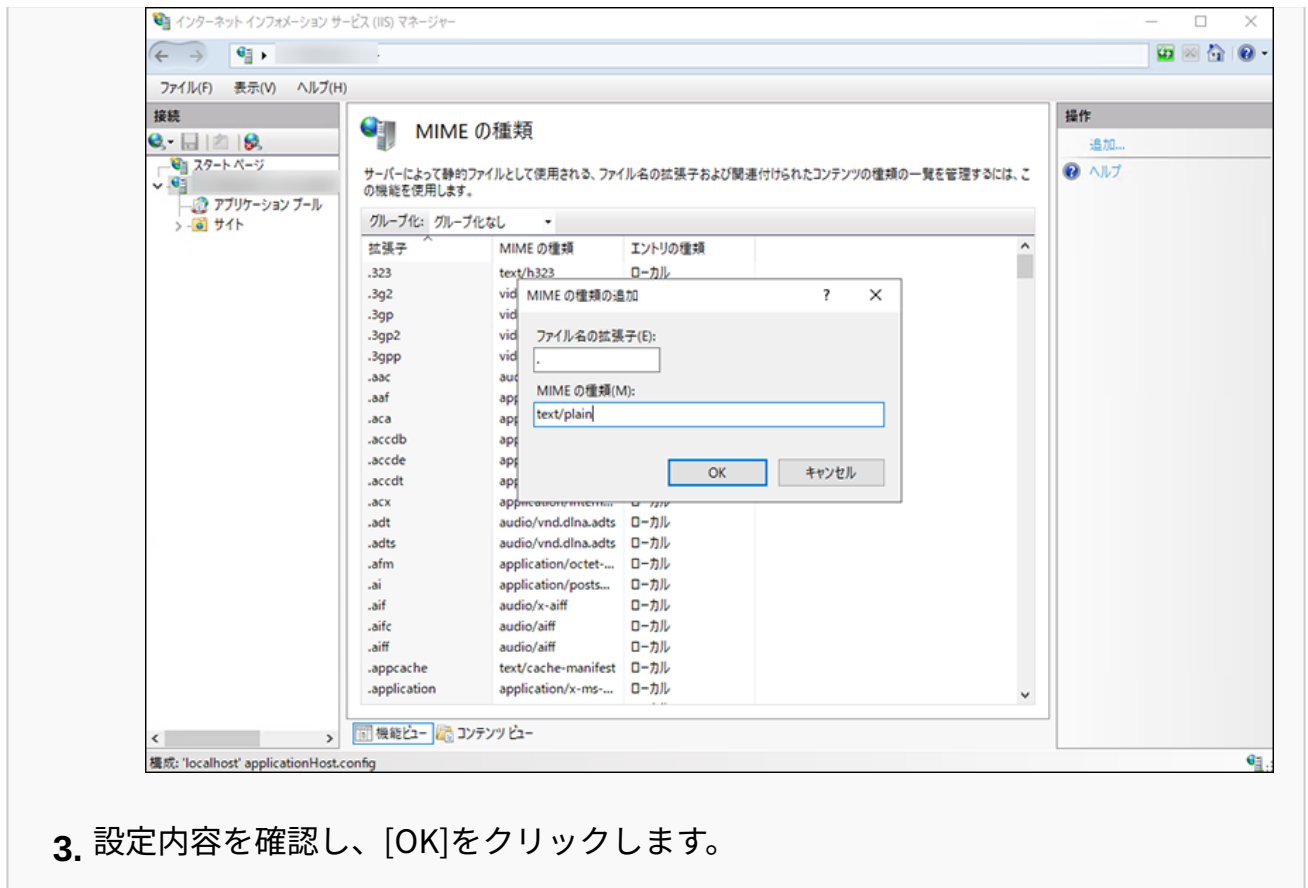 インターネット インフォメーション サービス (IIS) マネージャー
ファイル(F) 表示(V) ヘルプ(H)
接続
スタート ページ
アプリケーション プール
サイト
MIME の種類
サーバーによって静的ファイルとして使用される、ファイル名の拡張子および関連付けられたコンテンツの種類の一覧を管理するには、こ
の機能を使用します。
グループ化: グループ化なし
拡張子 MIME の種類 エントリの種類
.323 text/h323 ローカル
.3g2 vid
.3gp vid
.3gp2 vid
.3gpp vid
.aac aud
.aaf app
.aca app
.accdb app
.accde app
.accdt app
.acx application/intern... ローカル
.adt audio/vnd.dlna.adts ローカル
.adts audio/vnd.dlna.adts ローカル
.afm application/octet-... ローカル
.ai application/posts... ローカル
.aif audio/x-aiff ローカル
.aifc audio/aiff ローカル
.aiff audio/aiff ローカル
.appcache text/cache-manifest ローカル
.application application/x-ms-... ローカル
MIME の種類の追加 ?
ファイル名の拡張子(E):
.
MIME の種類(M):
text/plain
OK キャンセル
機能ビュー コンテンツ ビュー
操作
追加...
ヘルプ
構成: 'localhost' applicationHost.config
3. 設定内容を確認し、[OK]をクリックします。